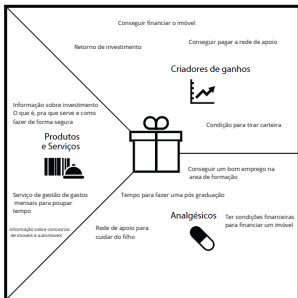 Conseguir financiar o imóvel
Retorno de investimento
Conseguir pagar a rede de apoio
Criadores de ganhos
Informação sobre investimento
O que é, pra que serve e como
fazer de forma segura
Condição para tirar carteira
Produtos
e Serviços
Conseguir um bom emprego na
area de formação
Serviço de gestão de gastos
mensais para poupar
tempo
Tempo para fazer uma pós graduação
Analgésicos
Ter condições financeiras
para financiar um imóvel
Informação sobre consorcio
de imoveis e automoveis
Rede de apoio para
cuidar do filho